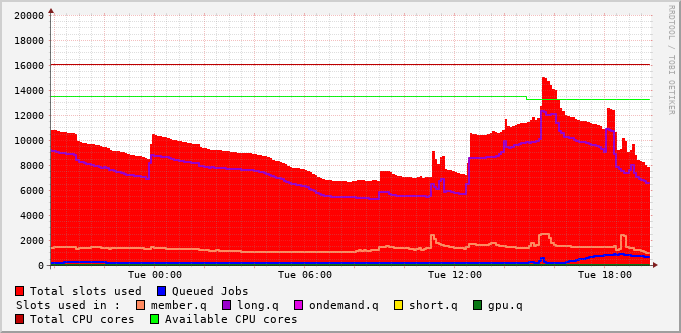 RRDTOOL / TOBI OETIKER
20000
18000
16000
14000
12000
10000
8000
6000
4000
2000
0
Tue 00:00 Tue 06:00 Tue 12:00 Tue 18:00
Total slots used Queued Jobs
Slots used in : member.q long.q ondemand.q short.q gpu.q
Total CPU cores Available CPU cores